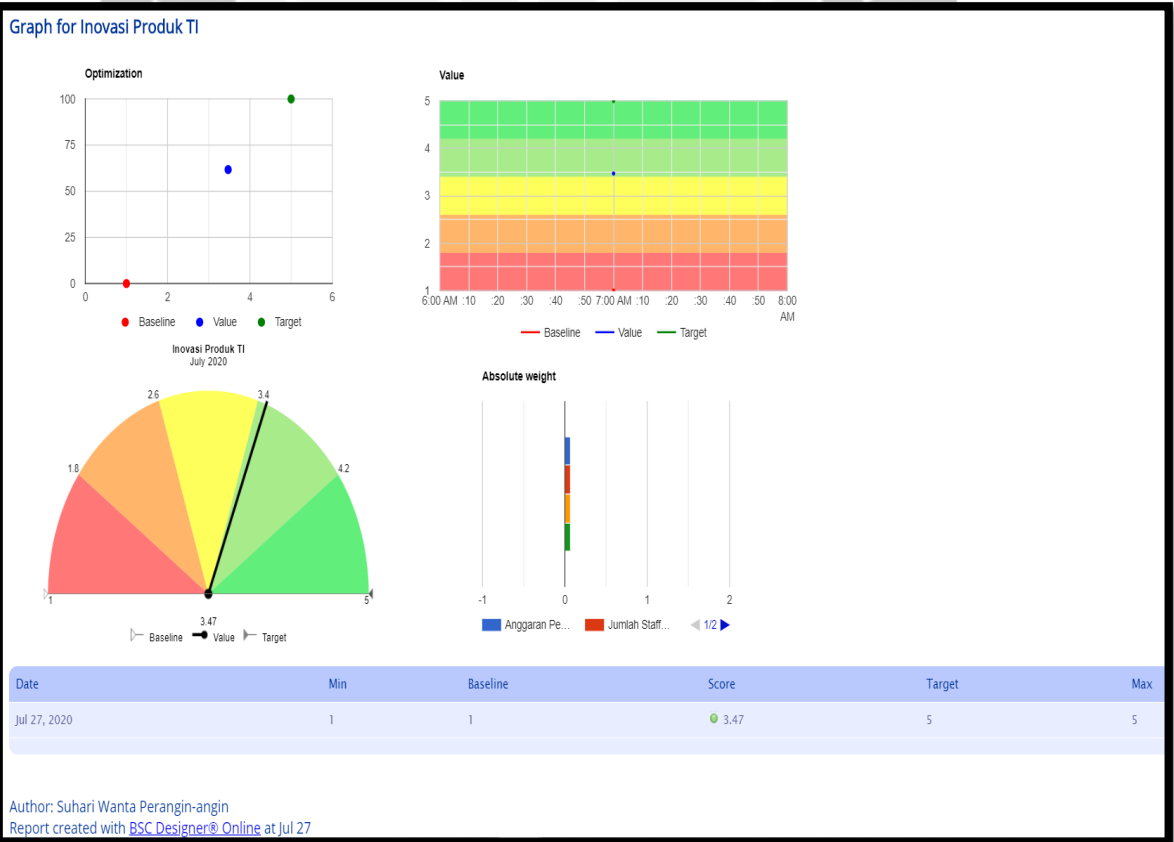 Graph for Inovasi Produk TI
Optimization
100
75
50
25
0
0 2 4 6
Baseline Value Target
Value
5
4
3
2
1
6:00 AM :10 :20 :30 :40 :50 7:00 AM :10 :20 :30 :40 :50 8:00
AM
Baseline Value Target
Inovasi Produk TI
July 2020
2.6 3.4
1.8 4.2
1 5
3.47
Baseline Value Target
Absolute weight
-1 0 1 2
Anggaran Pe... Jumlah Staff... 1/2
Date Min Baseline Score Target Max
Jul 27, 2020 1 1 3.47 5 5
Author: Suhari Wanta Perangin-angin
Report created with BSC Designer® Online at Jul 27